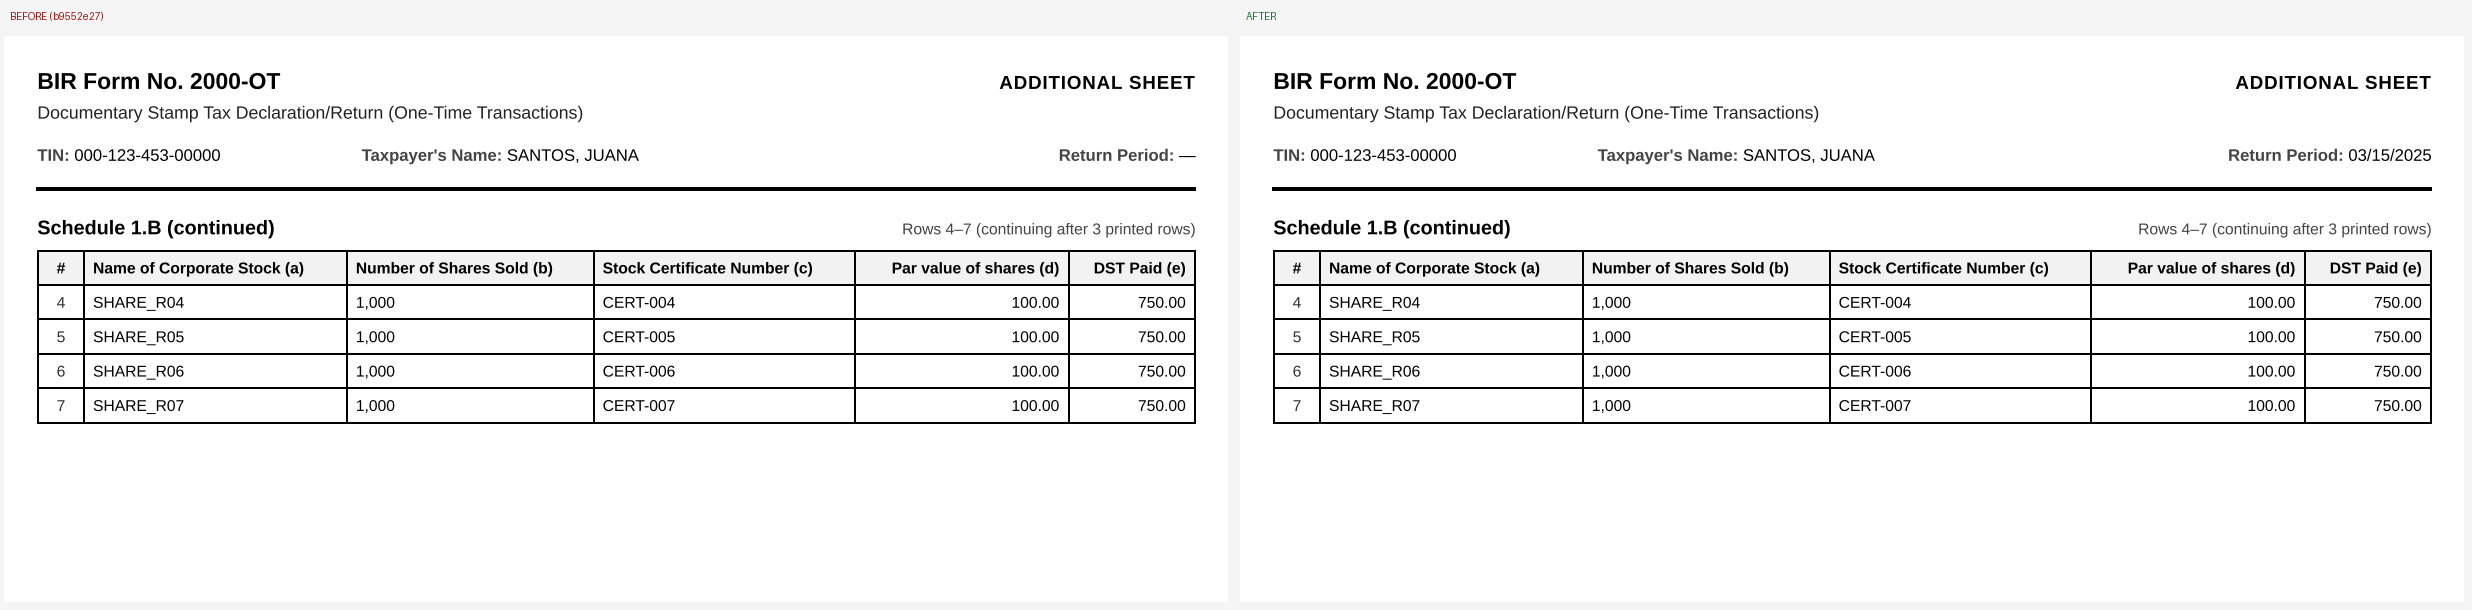 BEFORE (b9552e27)
BIR Form No. 2000-OT ADDITIONAL SHEET
Documentary Stamp Tax Declaration/Return (One-Time Transactions)
TIN: 000-123-453-00000 Taxpayer's Name: SANTOS, JUANA Return Period: —
Schedule 1.B (continued) Rows 4–7 (continuing after 3 printed rows)
# Name of Corporate Stock (a) Number of Shares Sold (b) Stock Certificate Number (c) Par value of shares (d) DST Paid (e)
4 SHARE_R04 1,000 CERT-004 100.00 750.00
5 SHARE_R05 1,000 CERT-005 100.00 750.00
6 SHARE_R06 1,000 CERT-006 100.00 750.00
7 SHARE_R07 1,000 CERT-007 100.00 750.00
AFTER
BIR Form No. 2000-OT ADDITIONAL SHEET
Documentary Stamp Tax Declaration/Return (One-Time Transactions)
TIN: 000-123-453-00000 Taxpayer's Name: SANTOS, JUANA Return Period: 03/15/2025
Schedule 1.B (continued) Rows 4–7 (continuing after 3 printed rows)
# Name of Corporate Stock (a) Number of Shares Sold (b) Stock Certificate Number (c) Par value of shares (d) DST Paid (e)
4 SHARE_R04 1,000 CERT-004 100.00 750.00
5 SHARE_R05 1,000 CERT-005 100.00 750.00
6 SHARE_R06 1,000 CERT-006 100.00 750.00
7 SHARE_R07 1,000 CERT-007 100.00 750.00